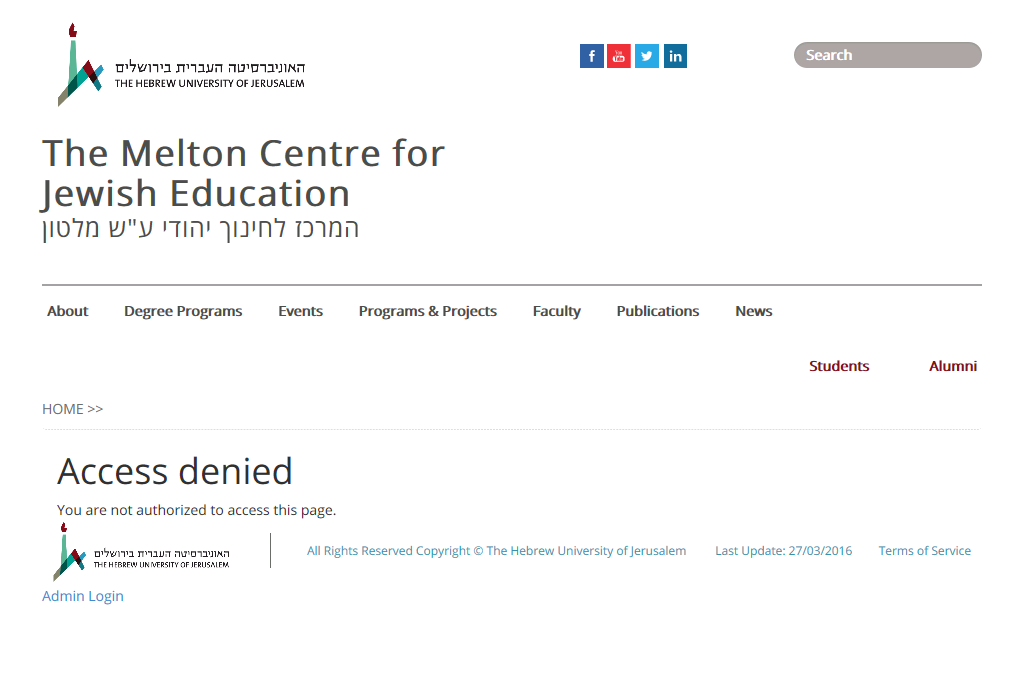 האוניברסיטה העברית בירושלים
THE HEBREW UNIVERSITY OF JERUSALEM
f
You Tube
in
Search
The Melton Centre for
Jewish Education
המרכז לחינוך יהודי ע"ש מלטון
About Degree Programs Events Programs & Projects Faculty Publications News
Students Alumni
HOME >>
Access denied
You are not authorized to access this page.
האוניברסיטה העברית בירושלים
THE HEBREW UNIVERSITY OF JERUSALEM
All Rights Reserved Copyright © The Hebrew University of Jerusalem Last Update: 27/03/2016 Terms of Service
Admin Login